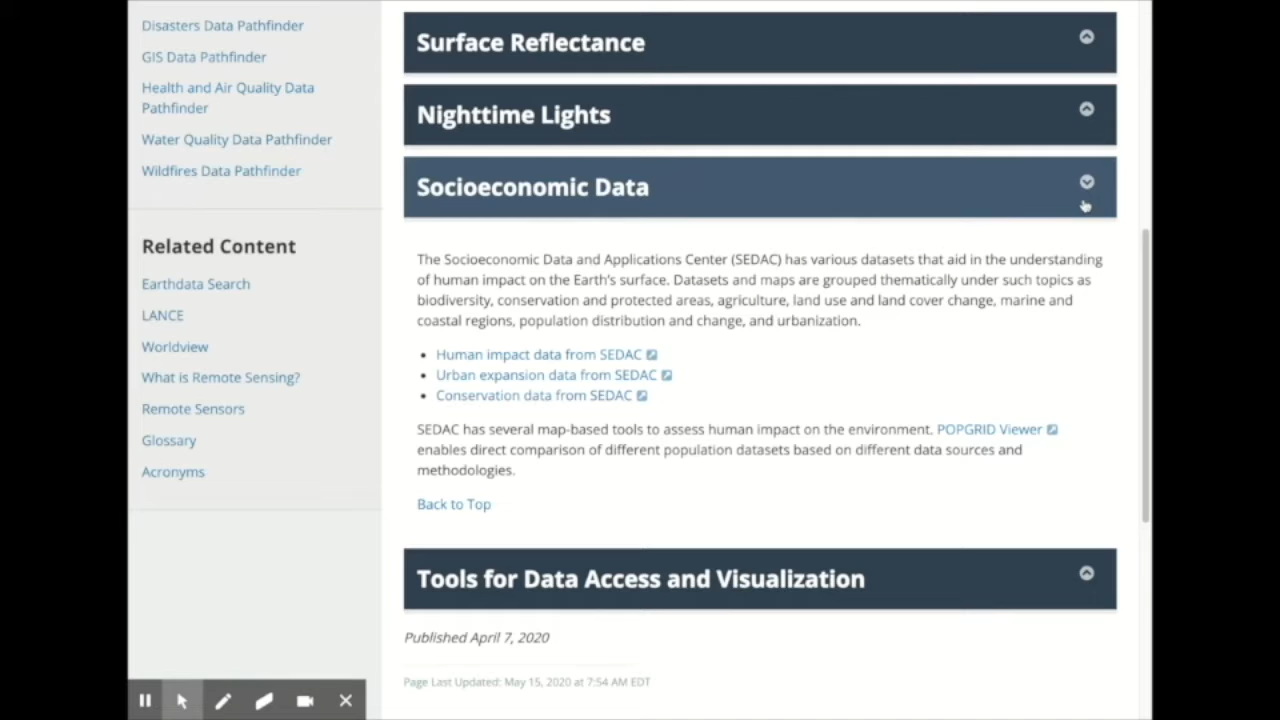 Disasters Data Pathfinder
GIS Data Pathfinder
Health and Air Quality Data
Pathfinder
Water Quality Data Pathfinder
Wildfires Data Pathfinder
Related Content
Earthdata Search
LANCE
Worldview
What is Remote Sensing?
Remote Sensors
Glossary
Acronyms
Surface Reflectance
Nighttime Lights
Socioeconomic Data
The Socioeconomic Data and Applications Center (SEDAC) has various datasets that aid in the understanding
of human impact on the Earth's surface. Datasets and maps are grouped thematically under such topics as
biodiversity, conservation and protected areas, agriculture, land use and land cover change, marine and
coastal regions, population distribution and change, and urbanization.
• Human impact data from SEDAC
• Urban expansion data from SEDAC
• Conservation data from SEDAC
SEDAC has several map-based tools to assess human impact on the environment. POPGRID Viewer
enables direct comparison of different population datasets based on different data sources and
methodologies.
Back to Top
Tools for Data Access and Visualization
Published April 7, 2020
Page Last Updated: May 15, 2020 at 7:54 AM EDT